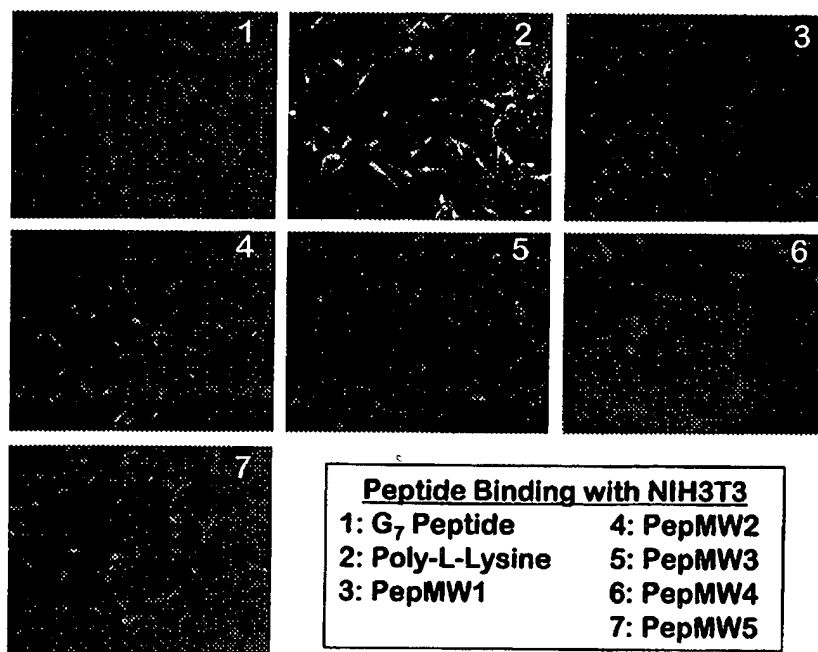 1
2
3
4
5
6
7
Peptide Binding with NIH3T3
1: G₇ Peptide 4: PepMW2
2: Poly-L-Lysine 5: PepMW3
3: PepMW1 6: PepMW4
7: PepMW5